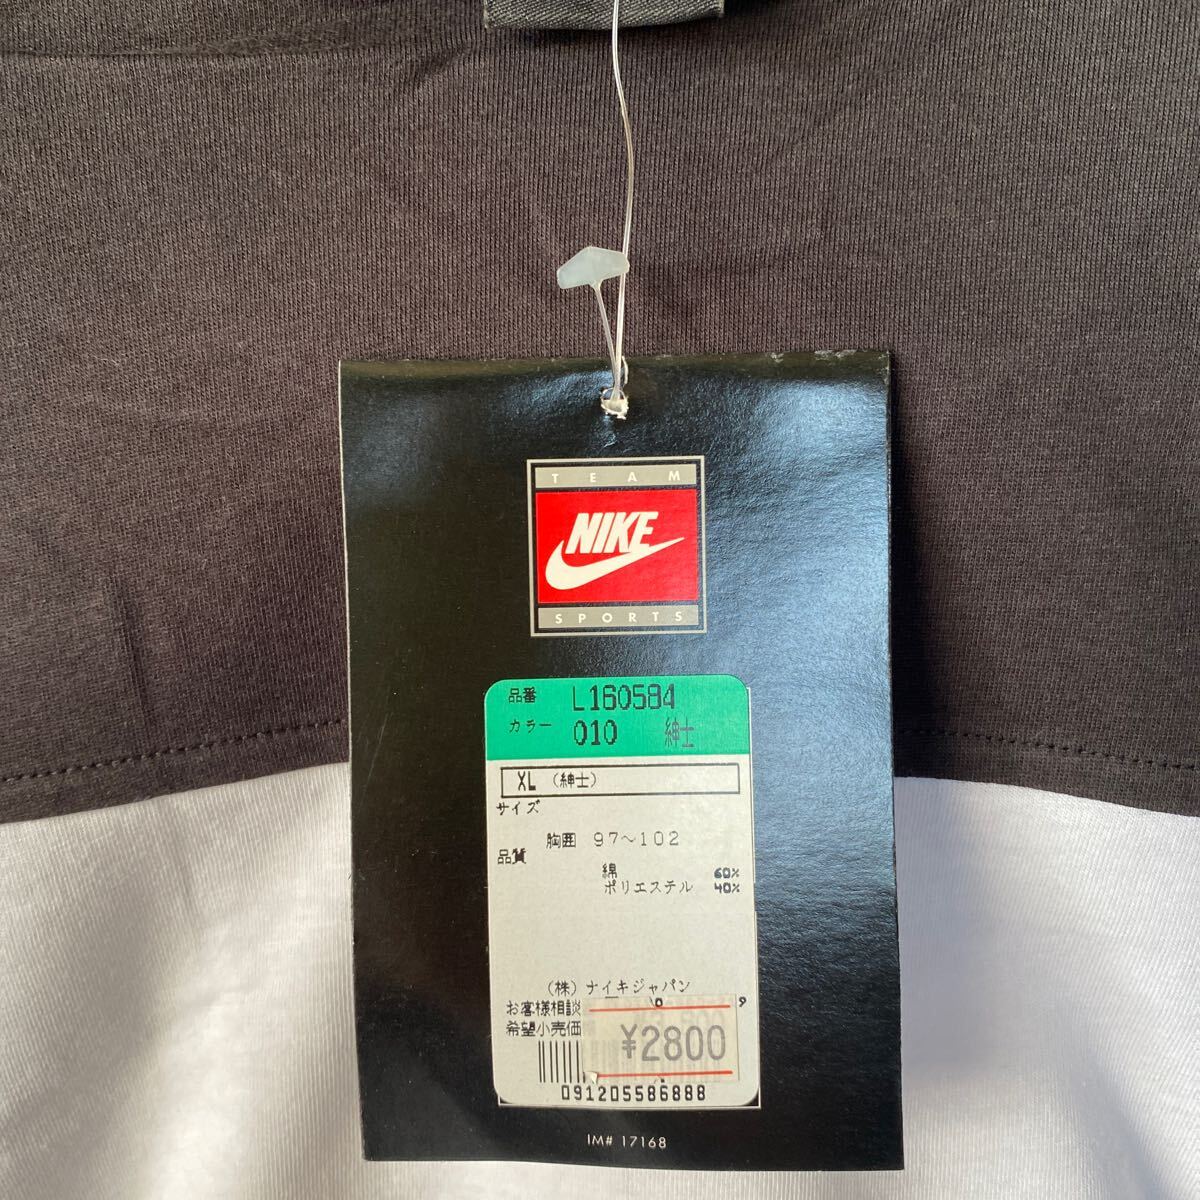 TEAM
NIKE
SPORTS
品番 L160584
カラー 010 紳士
XL (紳士)
サイズ
胸囲 97～102
品質
綿 60%
ポリエステル 40%
(株)ナイキジャパン
お客様相談
希望小売価
¥2800
091205586888
IM# 17168